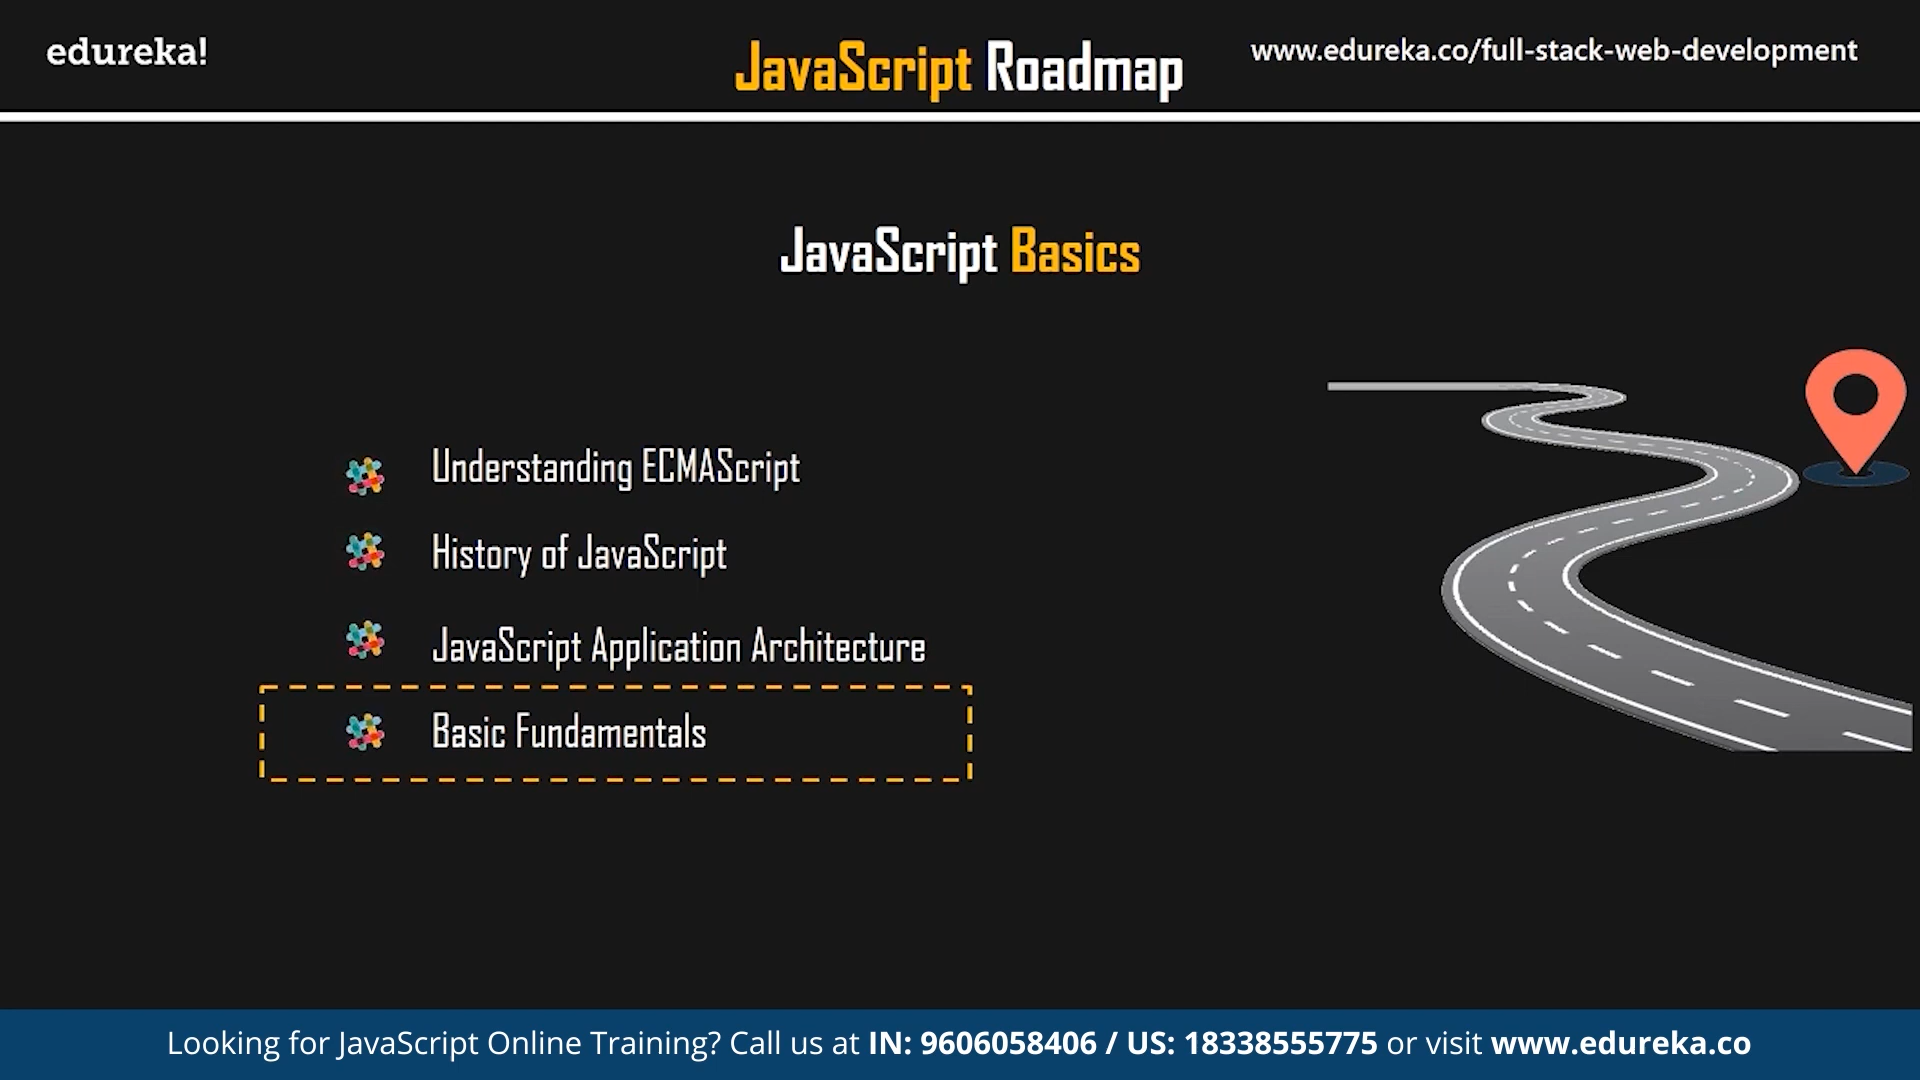 edureka!
JavaScript Roadmap
www.edureka.co/full-stack-web-development
JavaScript Basics
Understanding ECMAScript
History of JavaScript
JavaScript Application Architecture
Basic Fundamentals
Looking for JavaScript Online Training? Call us at IN: 9606058406 / US: 18338555775 or visit www.edureka.co